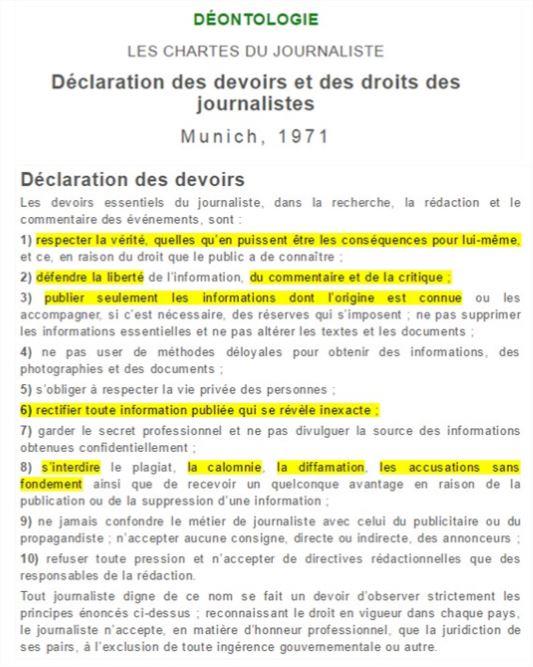 DÉONTOLOGIE
LES CHARTES DU JOURNALISTE
Déclaration des devoirs et des droits des
journalistes
Munich, 1971
Déclaration des devoirs
Les devoirs essentiels du journaliste, dans la recherche, la rédaction et le
commentaire des événements, sont :
1) respecter la vérité, quelles qu'en puissent être les conséquences pour lui-même,
et ce, en raison du droit que le public a de connaître ;
2) défendre la liberté de l'information, du commentaire et de la critique ;
3) publier seulement les informations dont l'origine est connue ou les
accompagner, si c'est nécessaire, des réserves qui s'imposent ; ne pas supprimer
les informations essentielles et ne pas altérer les textes et les documents ;
4) ne pas user de méthodes déloyales pour obtenir des informations, des
photographies et des documents ;
5) s'obliger à respecter la vie privée des personnes ;
6) rectifier toute information publiée qui se révèle inexacte ;
7) garder le secret professionnel et ne pas divulguer la source des informations
obtenues confidentiellement ;
8) s'interdire le plagiat, la calomnie, la diffamation, les accusations sans
fondement ainsi que de recevoir un quelconque avantage en raison de la
publication ou de la suppression d'une information ;
9) ne jamais confondre le métier de journaliste avec celui du publicitaire ou du
propagandiste ; n'accepter aucune consigne, directe ou indirecte, des annonceurs ;
10) refuser toute pression et n'accepter de directives rédactionnelles que des
responsables de la rédaction.
Tout journaliste digne de ce nom se fait un devoir d'observer strictement les
principes énoncés ci-dessus ; reconnaissant le droit en vigueur dans chaque pays,
le journaliste n'accepte, en matière d'honneur professionnel, que la juridiction de
ses pairs, à l'exclusion de toute ingérence gouvernementale ou autre.